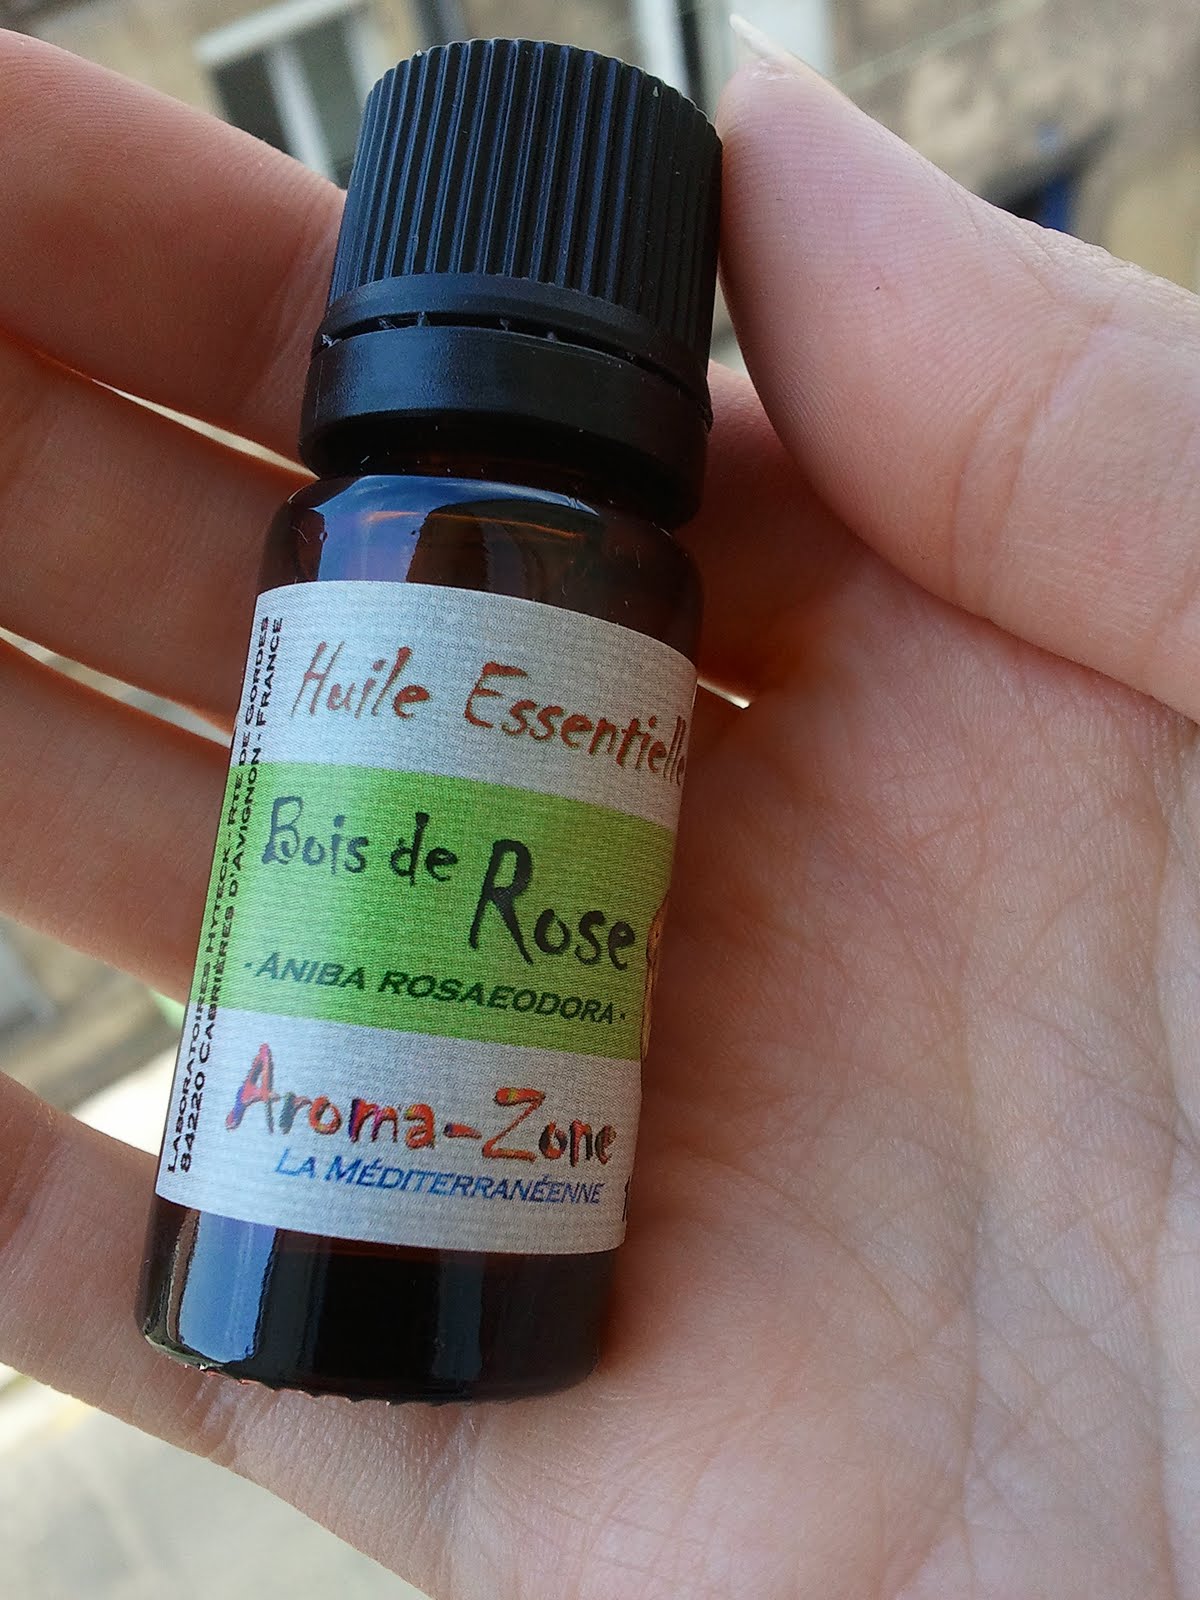 Huile Essentielle
Bois de Rose
- ANIBA ROSAEODORA -
Aroma-Zone
LA MÉDITERRANÉENNE
LABORATOIRES HYTECK - RTE DE GORDES
84220 CABRIÈRES D'AVIGNON - FRANCE